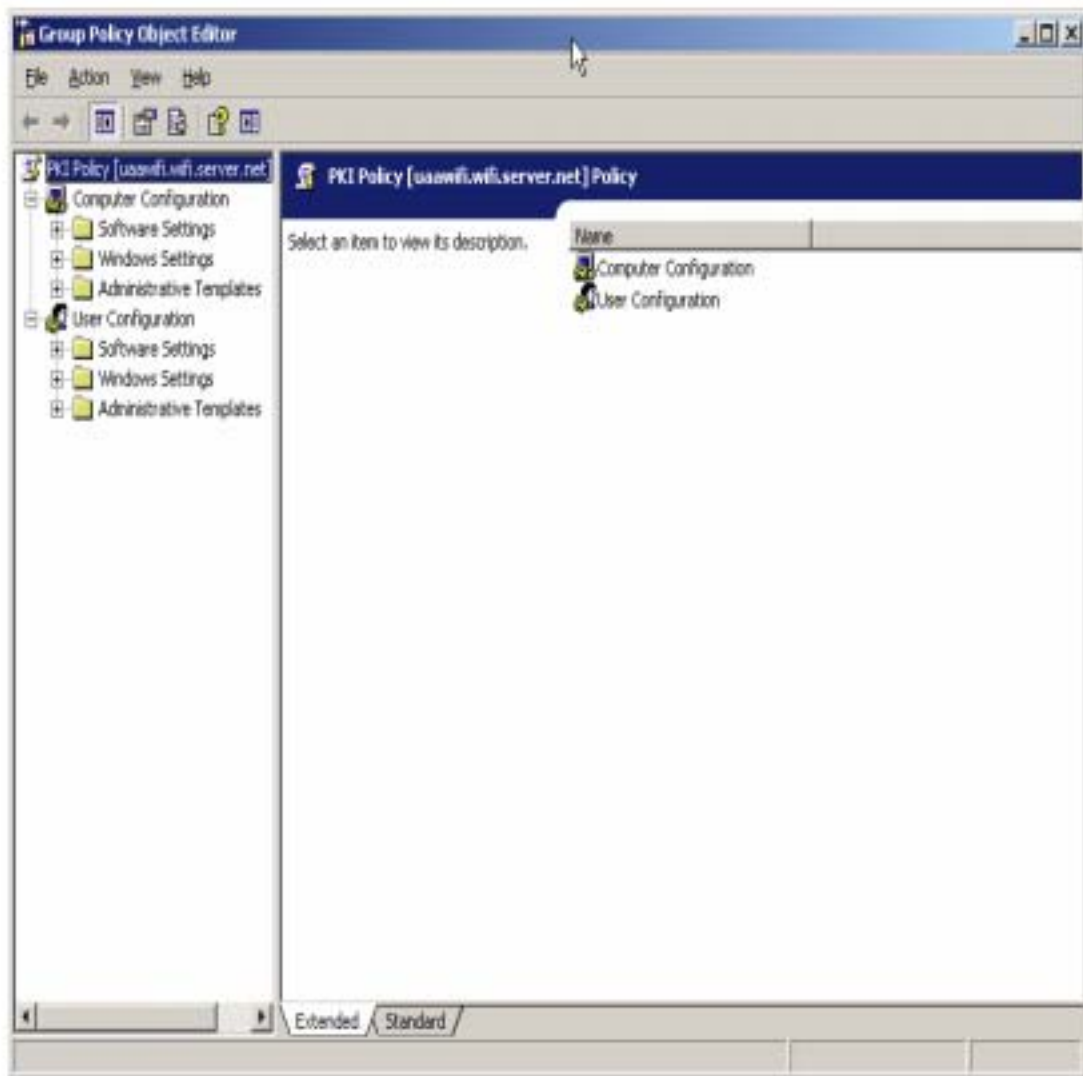 Group Policy Object Editor
File Action View Help
PKI Policy [uaawifi.wifi.server.net]
Computer Configuration
Software Settings
Windows Settings
Administrative Templates
User Configuration
Software Settings
Windows Settings
Administrative Templates
PKI Policy [uaawifi.wifi.server.net] Policy
Select an item to view its description.
Name
Computer Configuration
User Configuration
Extended Standard